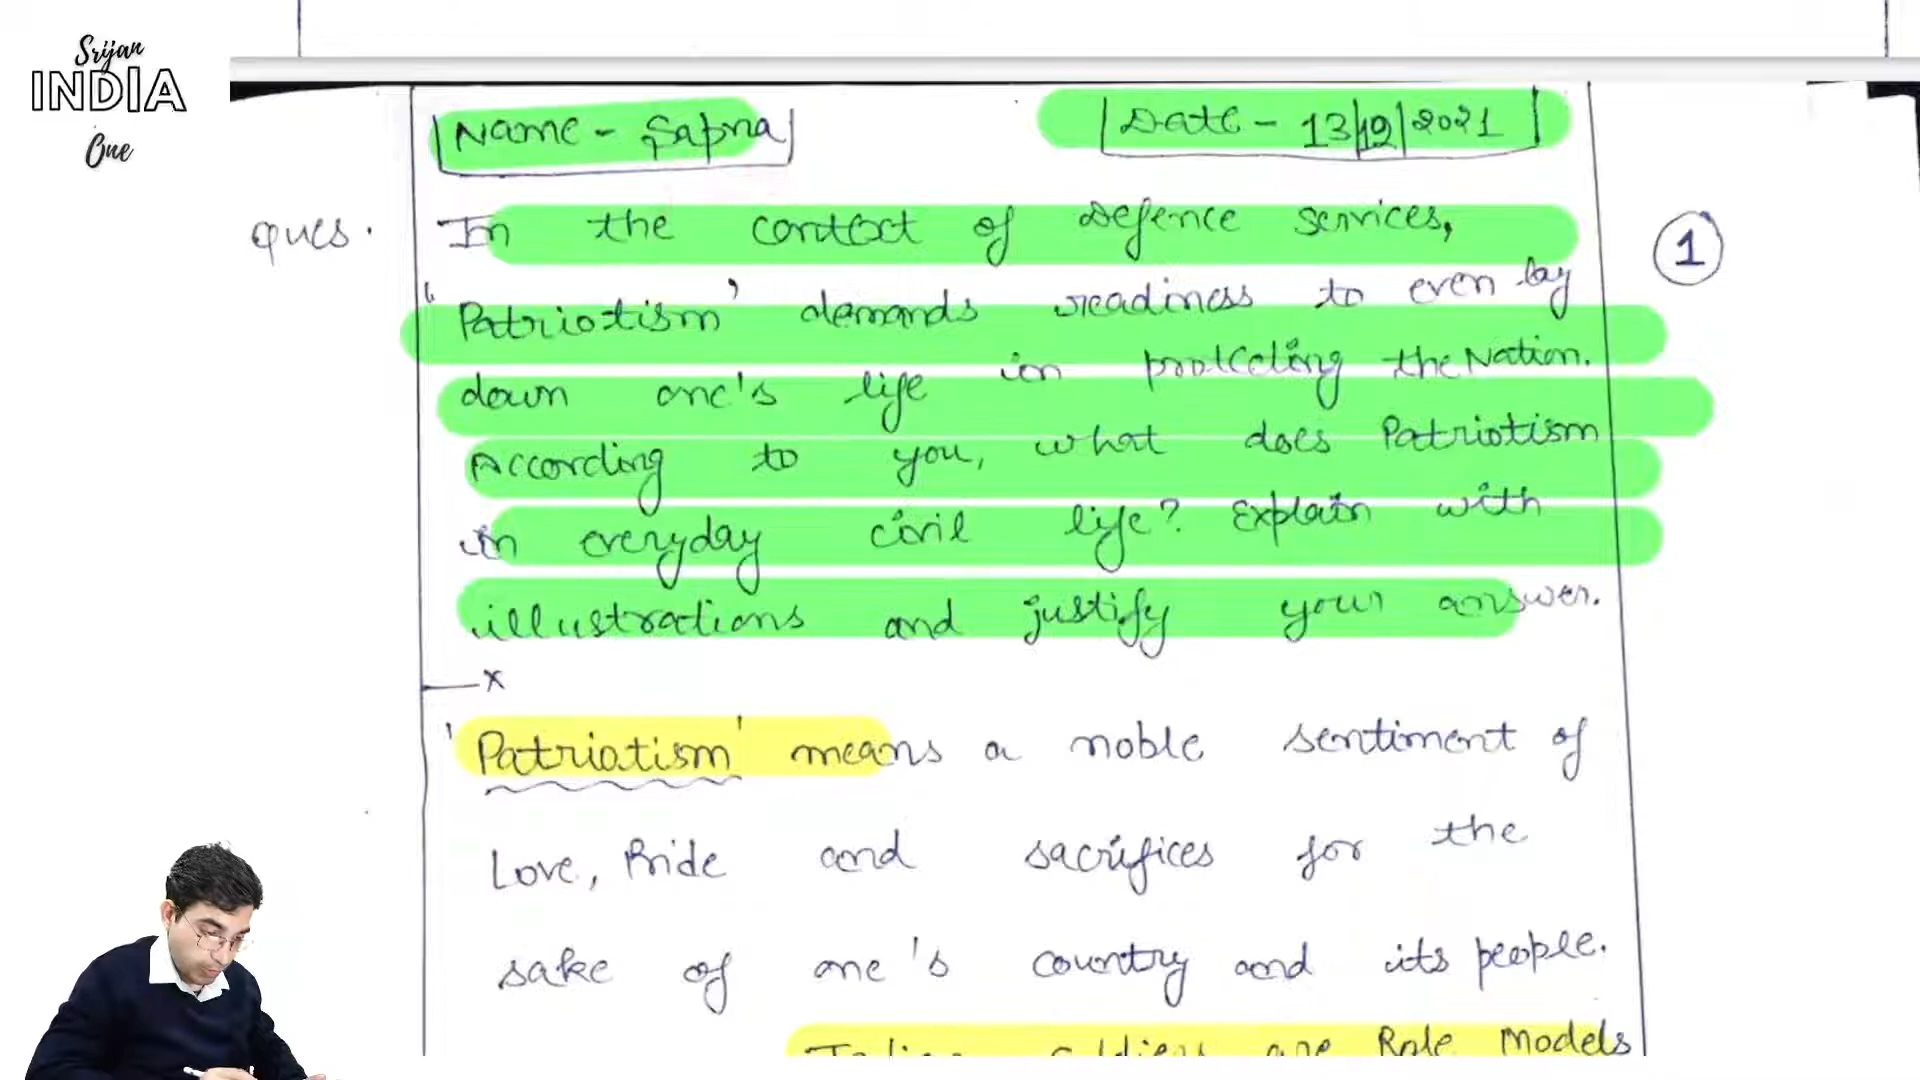 Srijan
INDIA
One
Name - Sapna
Date - 13/12/2021
ques. In the context of Defence services,
1
'Patriotism' demands readiness to even lay
down one's life in protecting the Nation.
According to you, what does Patriotism
in everyday civil life? Explain with
illustrations and justify your answer.
x
'Patriotism' means a noble sentiment of
Love, Pride and sacrifices for the
sake of one's country and its people.
Indian soldiers are Role Models